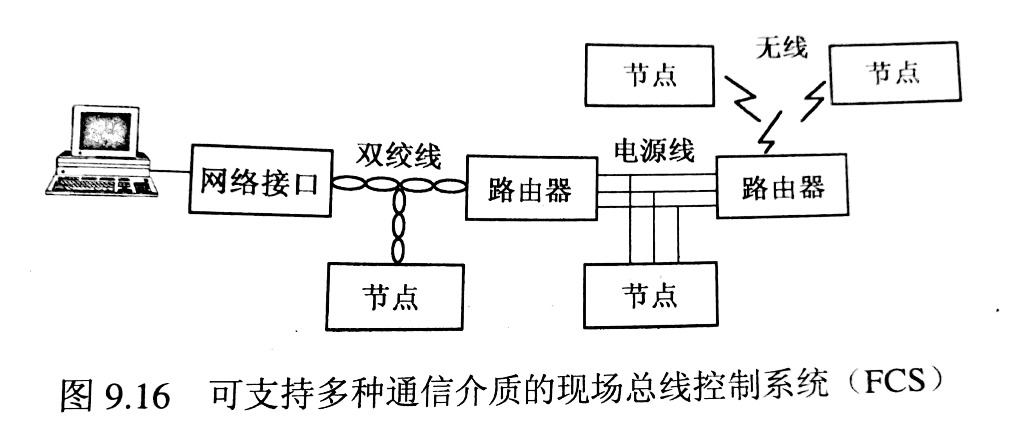 无线
节点
节点
双绞线
电源线
网络接口
路由器
路由器
节点
节点
图 9.16 可支持多种通信介质的现场总线控制系统（FCS）